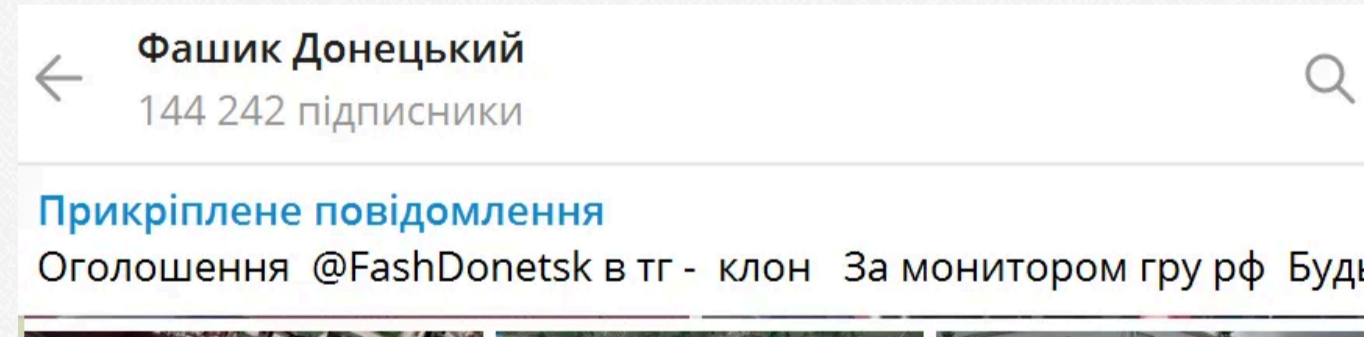 Фашик Донецький
144 242 підписники
Прикріплене повідомлення
Оголошення @FashDonetsk в тг - клон За монитором гру рф